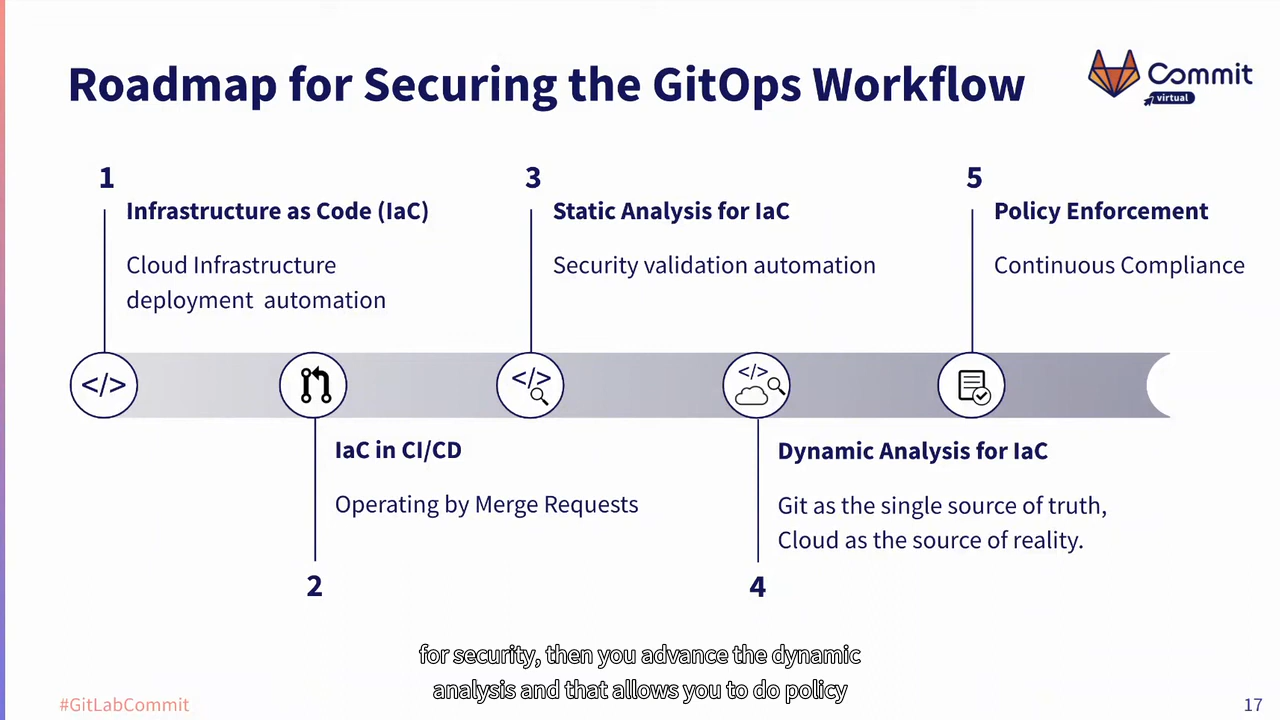 Roadmap for Securing the GitOps Workflow
Commit
virtual
1
Infrastructure as Code (IaC)
Cloud Infrastructure
deployment automation
3
Static Analysis for IaC
Security validation automation
5
Policy Enforcement
Continuous Compliance
</>
</>
</>
IaC in CI/CD
Operating by Merge Requests
2
Dynamic Analysis for IaC
Git as the single source of truth,
Cloud as the source of reality.
4
for security, then you advance the dynamic
analysis and that allows you to do policy
#GitLabCommit
17